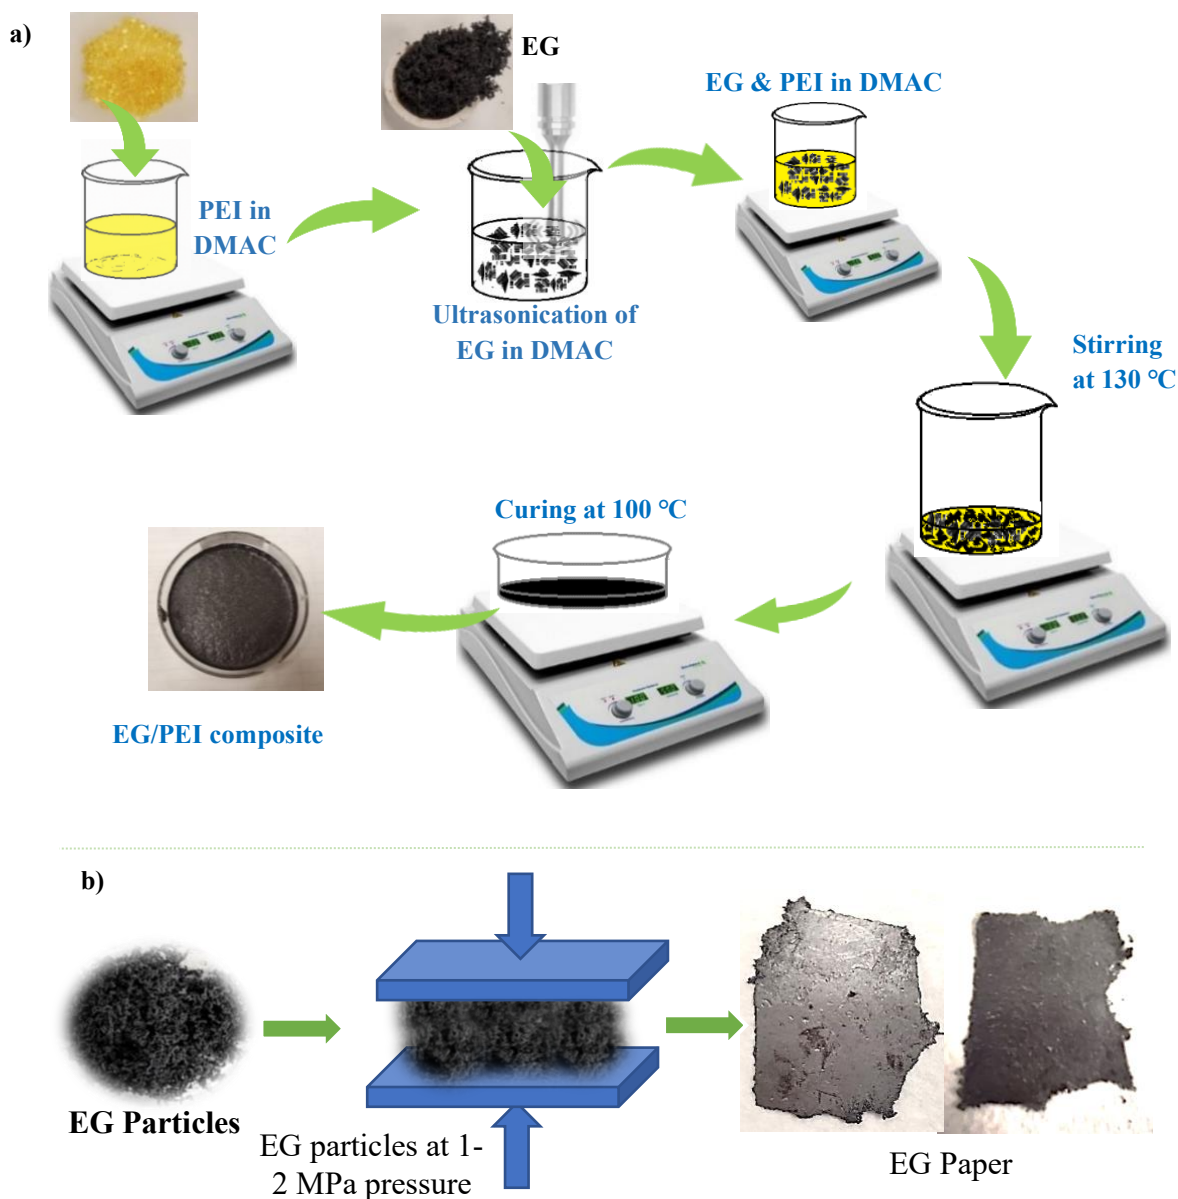 a)
EG
PEI in
DMAC
Ultrasonication of
EG in DMAC
EG & PEI in DMAC
Stirring
at 130 °C
Curing at 100 °C
EG/PEI composite
b)
EG Particles
EG particles at 1-
2 MPa pressure
EG Paper